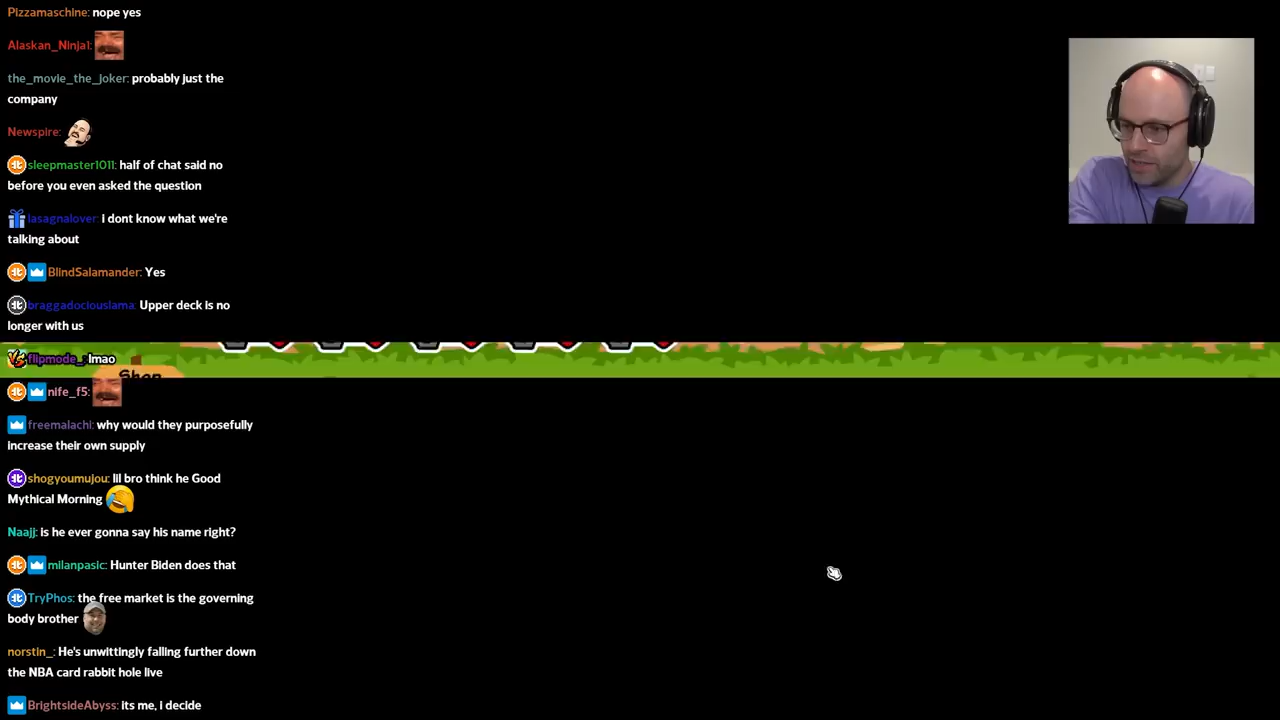 Pizzamaschine: nope yes
Alaskan_Ninja1:
the_movie_the_joker: probably just the
company
Newspire:
sleepmaster1011: half of chat said no
before you even asked the question
lasagnalover: i dont know what we're
talking about
BlindSalamander: Yes
braggadociouslama: Upper deck is no
longer with us
lmao
Shop
nife_f5:
freemalachi: why would they purposefully
increase their own supply
shogyoumujou: lil bro think he Good
Mythical Morning
Naajj: is he ever gonna say his name right?
milanpasic: Hunter Biden does that
TryPhos: the free market is the governing
body brother
norstin_: He's unwittingly falling further down
the NBA card rabbit hole live
BrightsideAbyss: its me, i decide